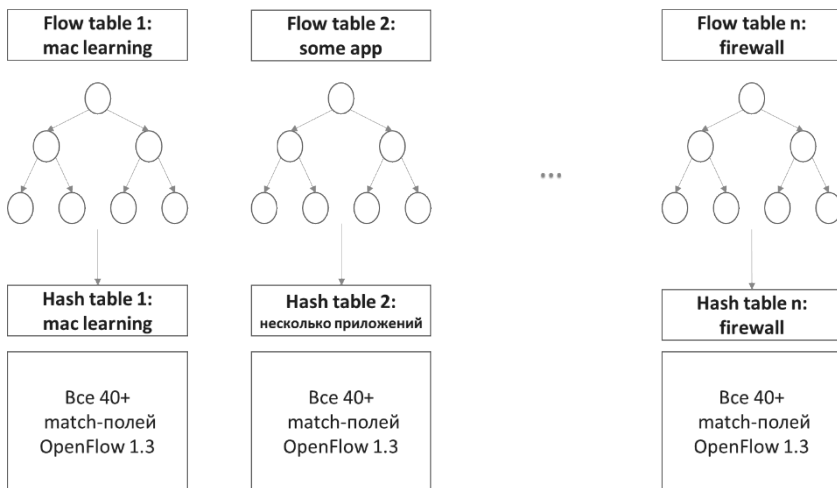 Flow table 1:
mac learning
Flow table 2:
some app
Flow table n:
firewall
...
Hash table 1:
mac learning
Hash table 2:
несколько приложений
Hash table n:
firewall
Все 40+
match-полей
OpenFlow 1.3
Все 40+
match-полей
OpenFlow 1.3
Все 40+
match-полей
OpenFlow 1.3